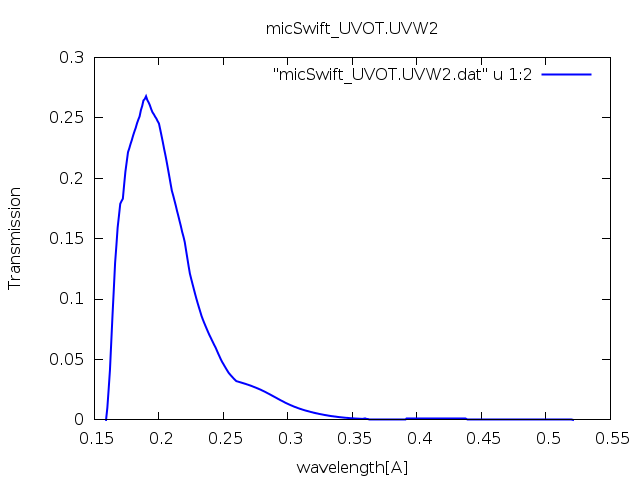 micSwift_UVOT.UVW2
"micSwift_UVOT.UVW2.dat" u 1:2
Transmission
0.3
0.25
0.2
0.15
0.1
0.05
0
0.15 0.2 0.25 0.3 0.35 0.4 0.45 0.5 0.55
wavelength[A]